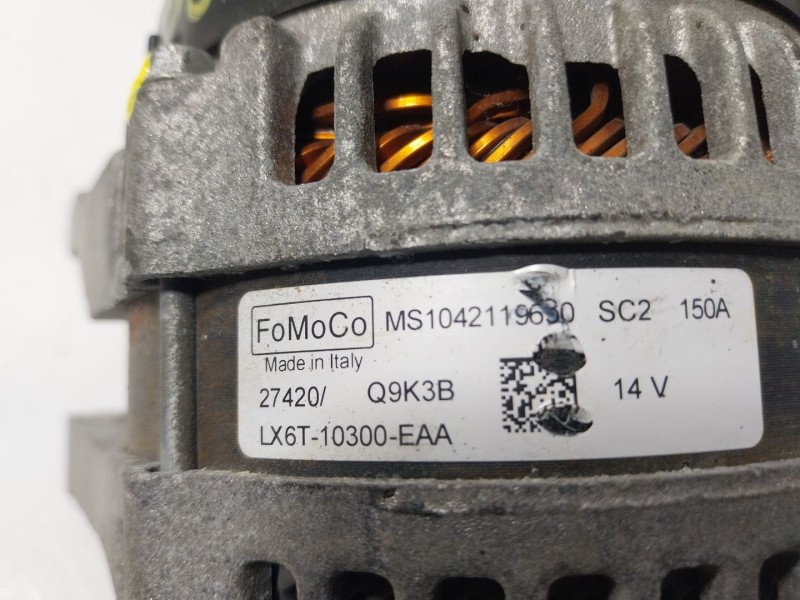 FoMoCo MS1042119630 SC2 150A
Made in Italy
27420/ Q9K3B 14 V
LX6T-10300-EAA